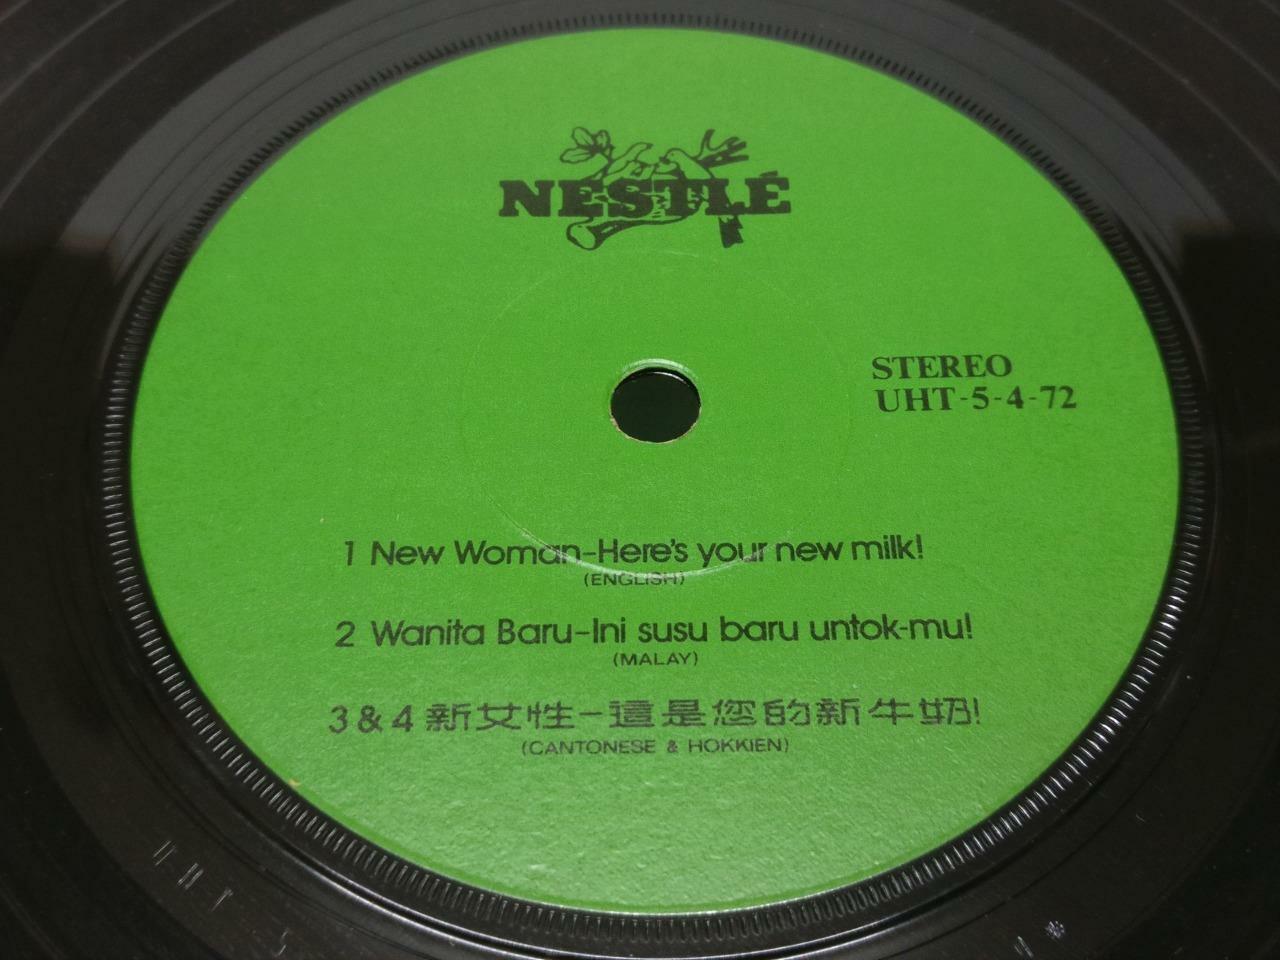 NESTLÉ
STEREO
UHT-5-4-72
1 New Woman-Here's your new milk!
(ENGLISH)
2 Wanita Baru-Ini susu baru untok-mu!
(MALAY)
3 & 4 新女性-這是您的新牛奶!
(CANTONESE & HOKKIEN)
UHT